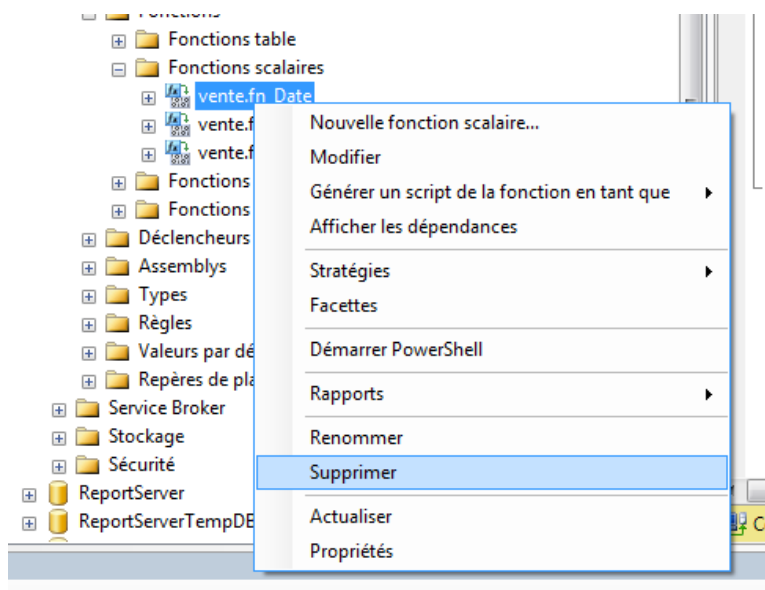 Fonctions
Fonctions table
Fonctions scalaires
vente.fn_Date
vente.f
vente.f
Fonctions
Fonctions
Déclencheurs
Assemblys
Types
Règles
Valeurs par dé
Repères de pla
Service Broker
Stockage
Sécurité
ReportServer
ReportServerTempDB
Nouvelle fonction scalaire...
Modifier
Générer un script de la fonction en tant que
Afficher les dépendances
Stratégies
Facettes
Démarrer PowerShell
Rapports
Renommer
Supprimer
Actualiser
Propriétés
C